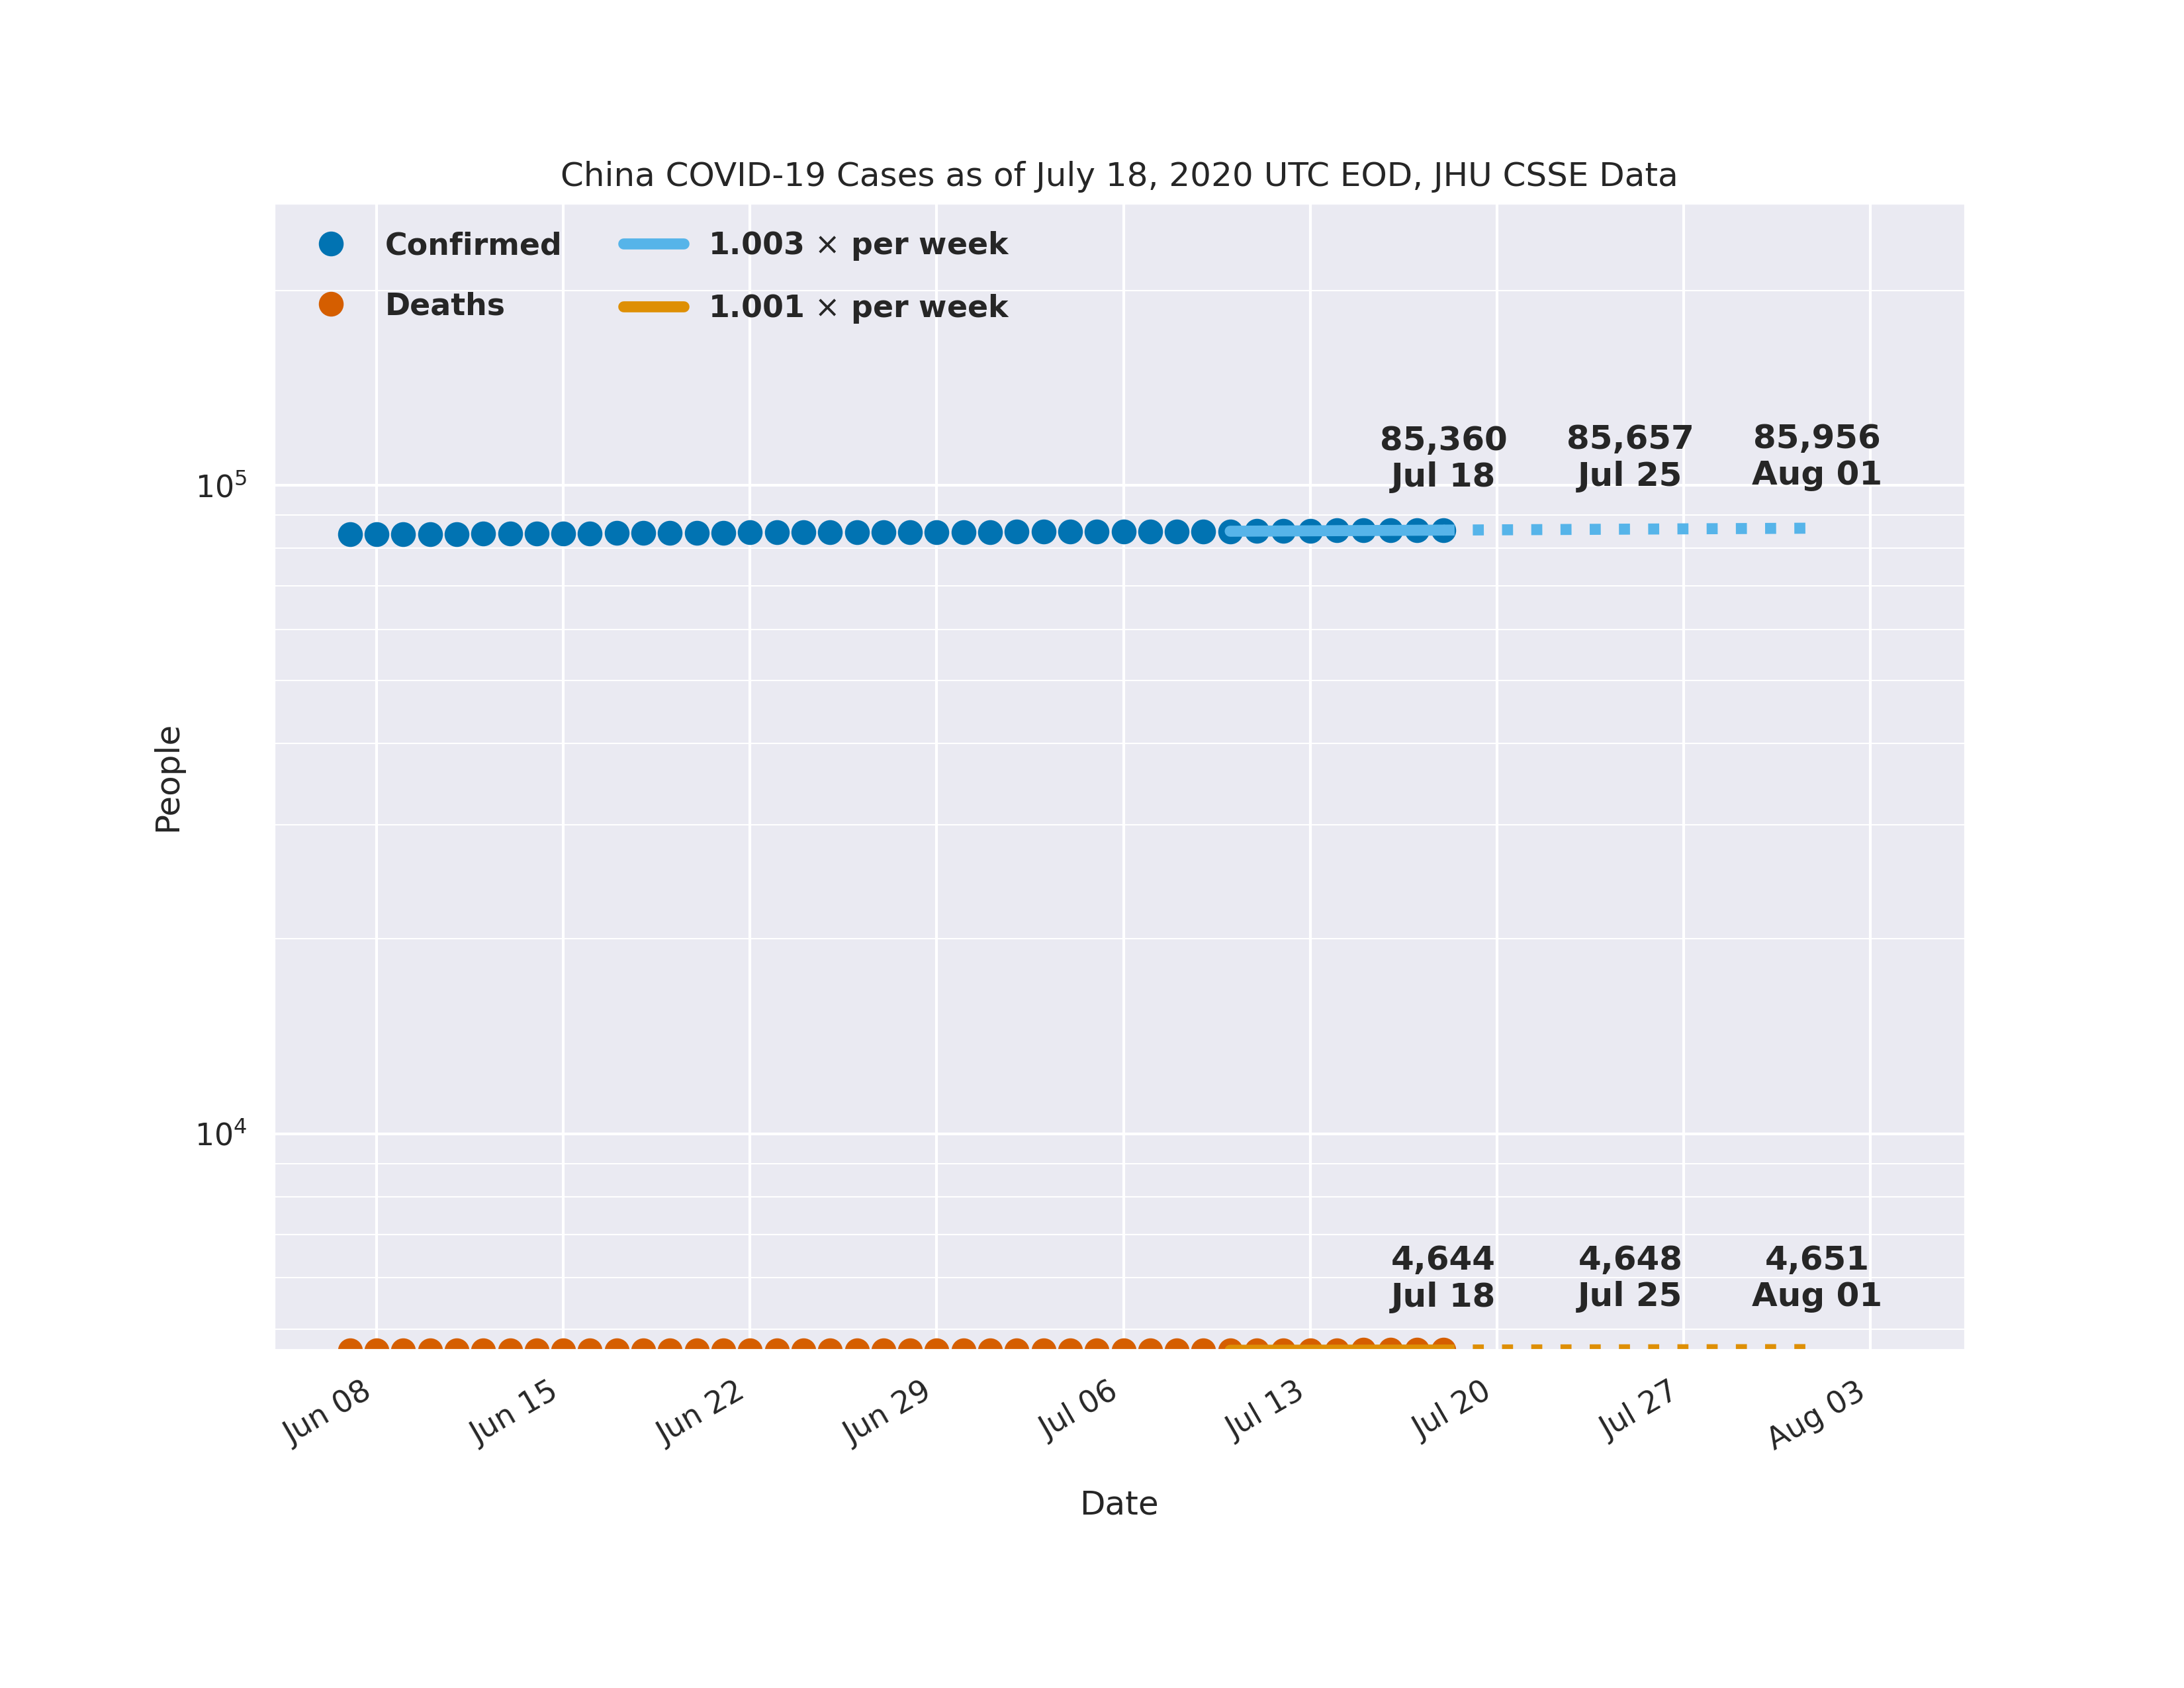 China COVID-19 Cases as of July 18, 2020 UTC EOD, JHU CSSE Data
Confirmed
Deaths
1.003 × per week
1.001 × per week
85,360
Jul 18
85,657
Jul 25
85,956
Aug 01
10⁵
People
10⁴
4,644
Jul 18
4,648
Jul 25
4,651
Aug 01
Jun 08
Jun 15
Jun 22
Jun 29
Jul 06
Jul 13
Jul 20
Jul 27
Aug 03
Date